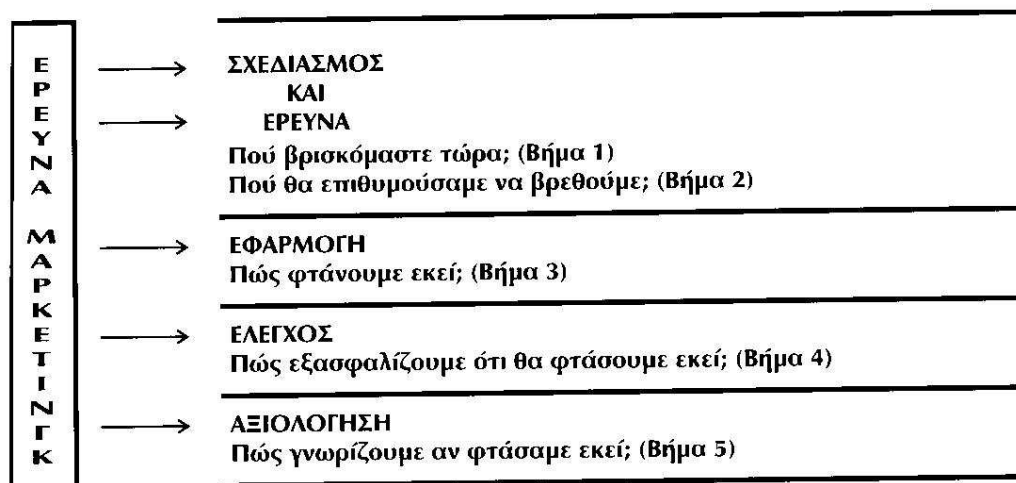 ΕΡΕΥΝΑ ΜΑΡΚΕΤΙΝΓΚ
ΣΧΕΔΙΑΣΜΟΣ
ΚΑΙ
ΕΡΕΥΝΑ
Πού βρισκόμαστε τώρα; (Βήμα 1)
Πού θα επιθυμούσαμε να βρεθούμε; (Βήμα 2)
ΕΦΑΡΜΟΓΗ
Πώς φτάνουμε εκεί; (Βήμα 3)
ΕΛΕΓΧΟΣ
Πώς εξασφαλίζουμε ότι θα φτάσουμε εκεί; (Βήμα 4)
ΑΞΙΟΛΟΓΗΣΗ
Πώς γνωρίζουμε αν φτάσαμε εκεί; (Βήμα 5)